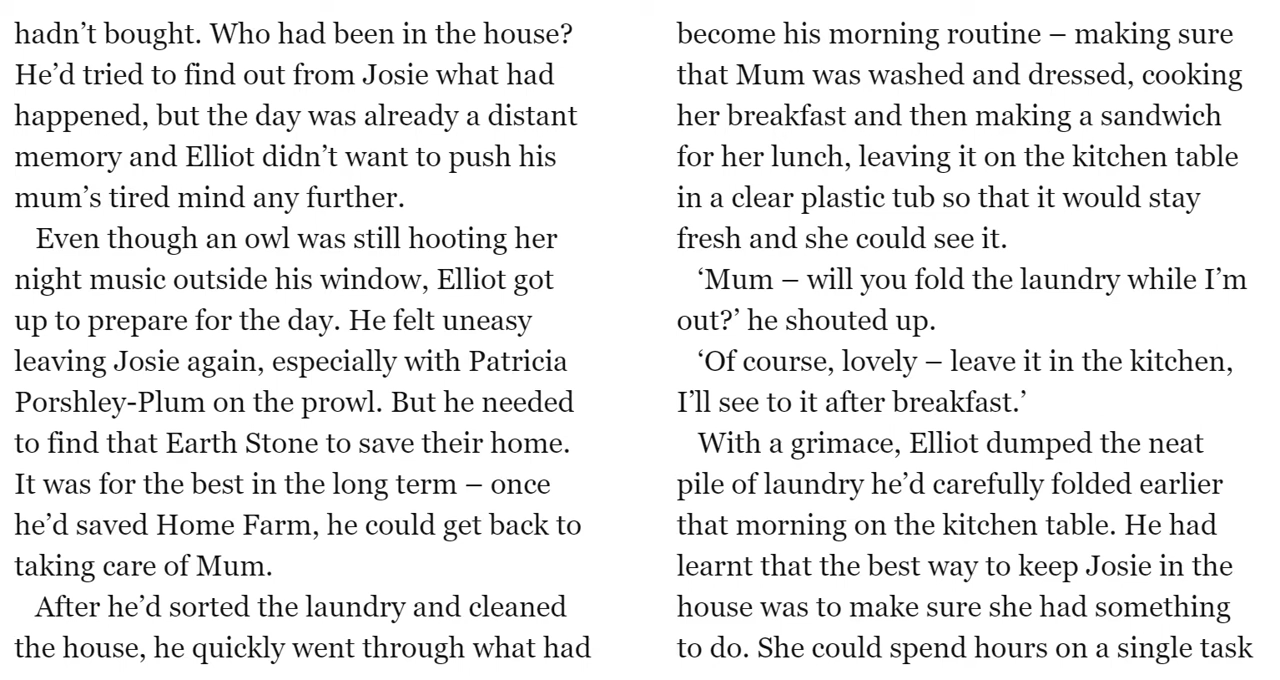 hadn’t bought. Who had been in the house?
He’d tried to find out from Josie what had
happened, but the day was already a distant
memory and Elliot didn’t want to push his
mum’s tired mind any further.
Even though an owl was still hooting her
night music outside his window, Elliot got
up to prepare for the day. He felt uneasy
leaving Josie again, especially with Patricia
Porshley-Plum on the prowl. But he needed
to find that Earth Stone to save their home.
It was for the best in the long term – once
he’d saved Home Farm, he could get back to
taking care of Mum.
After he’d sorted the laundry and cleaned
the house, he quickly went through what had
become his morning routine – making sure
that Mum was washed and dressed, cooking
her breakfast and then making a sandwich
for her lunch, leaving it on the kitchen table
in a clear plastic tub so that it would stay
fresh and she could see it.
‘Mum – will you fold the laundry while I’m
out?’ he shouted up.
‘Of course, lovely – leave it in the kitchen,
I’ll see to it after breakfast.’
With a grimace, Elliot dumped the neat
pile of laundry he’d carefully folded earlier
that morning on the kitchen table. He had
learnt that the best way to keep Josie in the
house was to make sure she had something
to do. She could spend hours on a single task